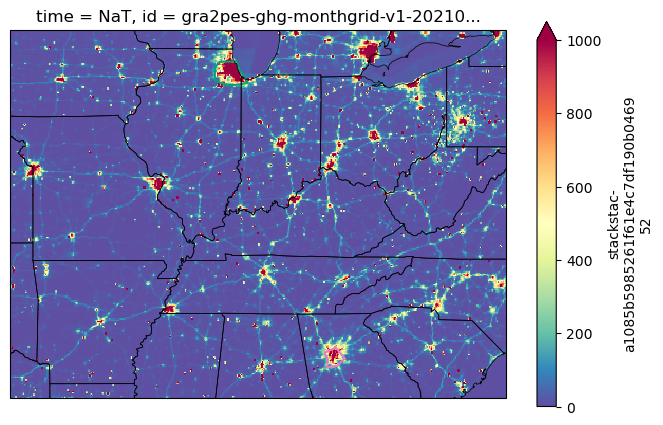 time = NaT, id = gra2pes-ghg-monthgrid-v1-20210...
1000
800
600
400
200
0
stackstac-
a1085b5985261f61e4c7df190b0469
52